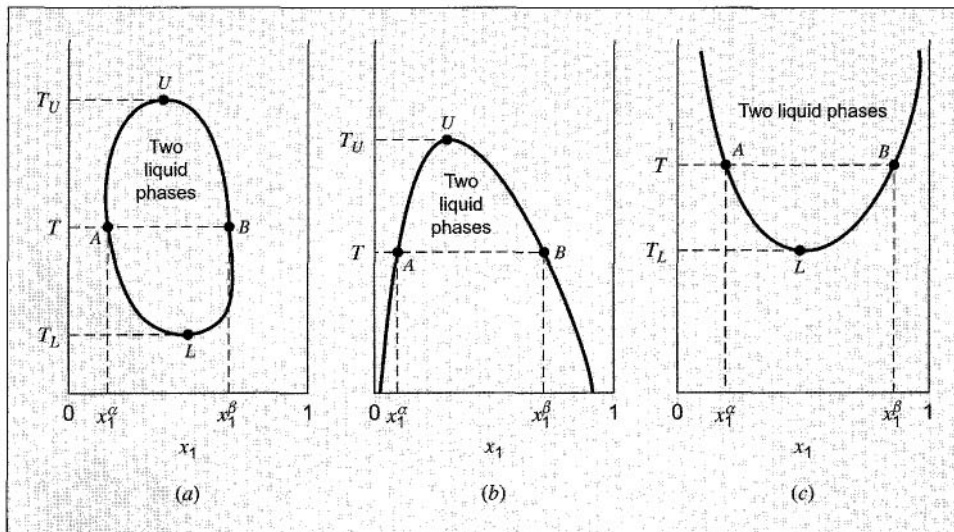 U
T_U
Two
liquid
phases
T
A
B
T_L
L
0
x_1^α
x_1^β
1
x_1
(a)
U
T_U
Two
liquid
phases
T
A
B
0
x_1^α
x_1^β
1
x_1
(b)
Two liquid phases
T
A
B
T_L
L
0
x_1^α
x_1^β
1
x_1
(c)